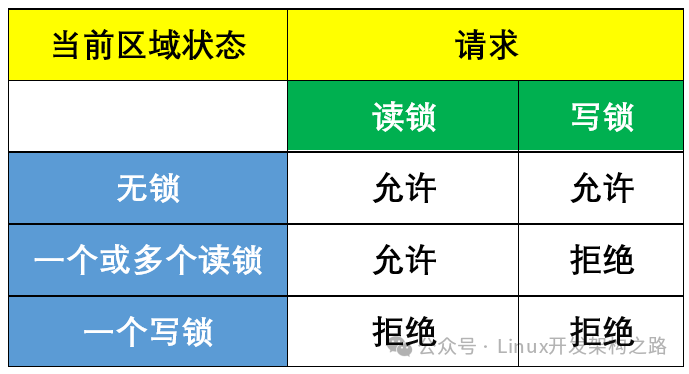 当前区域状态 请求
读锁 写锁
无锁 允许 允许
一个或多个读锁 允许 拒绝
一个写锁 拒绝 拒绝
公众号 · Linux开发架构之路